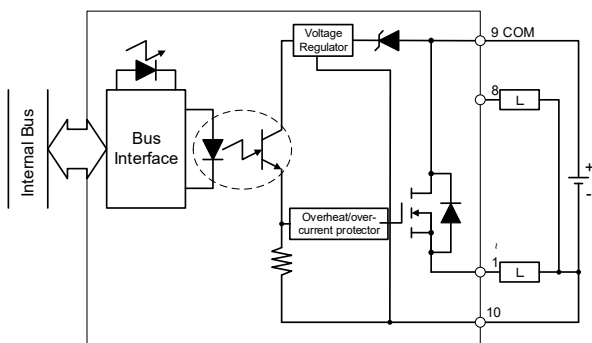 Internal Bus
Bus
Interface
Voltage
Regulator
Overheat/over-
current protector
9 COM
8
L
+
-
~
1
L
10